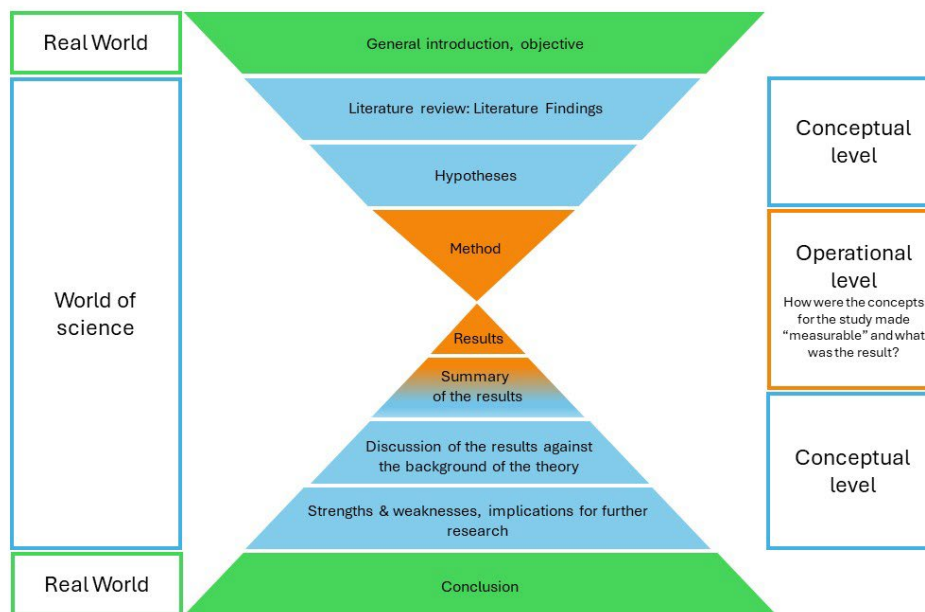 Real World
General introduction, objective
Literature review: Literature Findings
Conceptual
level
Hypotheses
Method
Operational
level
How were the concepts
for the study made
“measurable” and what
was the result?
World of
science
Results
Summary
of the results
Discussion of the results against
the background of the theory
Conceptual
level
Strengths & weaknesses, implications for further
research
Real World
Conclusion